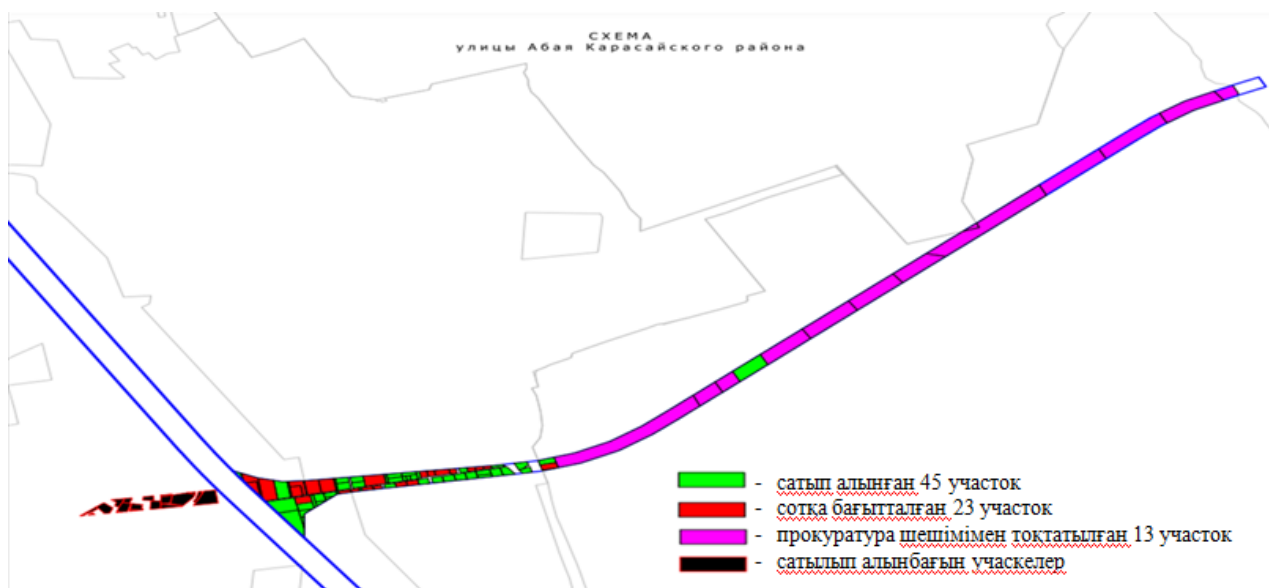 СХЕМА
улицы Абая Карасайского района
- сатып алынған 45 участок
- сотқа бағытталған 23 участок
- прокуратура шешімімен тоқтатылған 13 участок
- сатылып алынбағын учаскелер